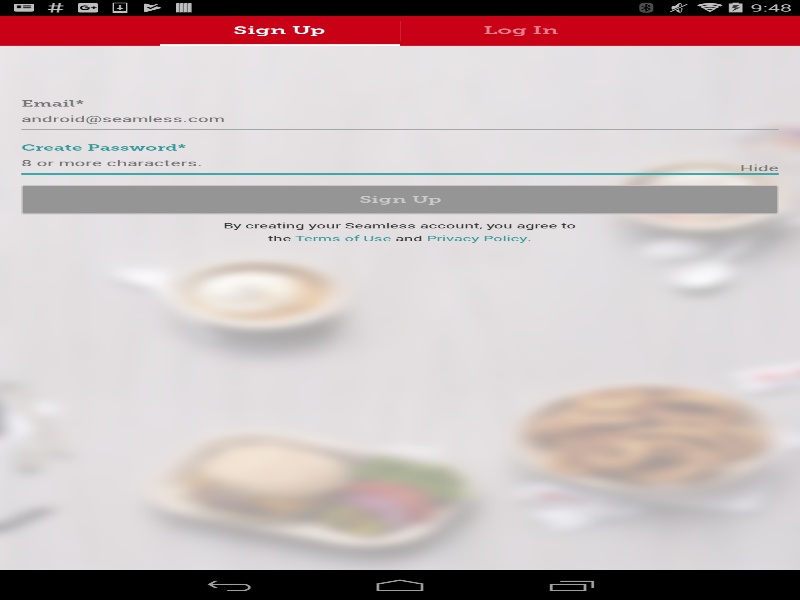 9:48
Sign Up
Log In
Email*
android@seamless.com
Create Password*
8 or more characters.
Hide
Sign Up
By creating your Seamless account, you agree to
the Terms of Use and Privacy Policy.